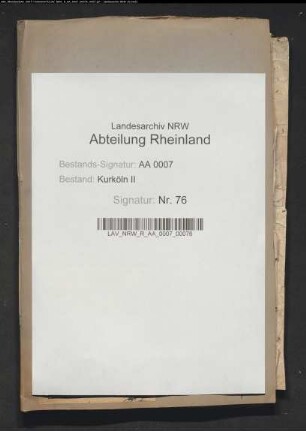 Landesarchiv NRW
Abteilung Rheinland
Bestands-Signatur: AA 0007
Bestand: Kurköln II
Signatur: Nr. 76
LAV_NRW_R_AA_0007_00076